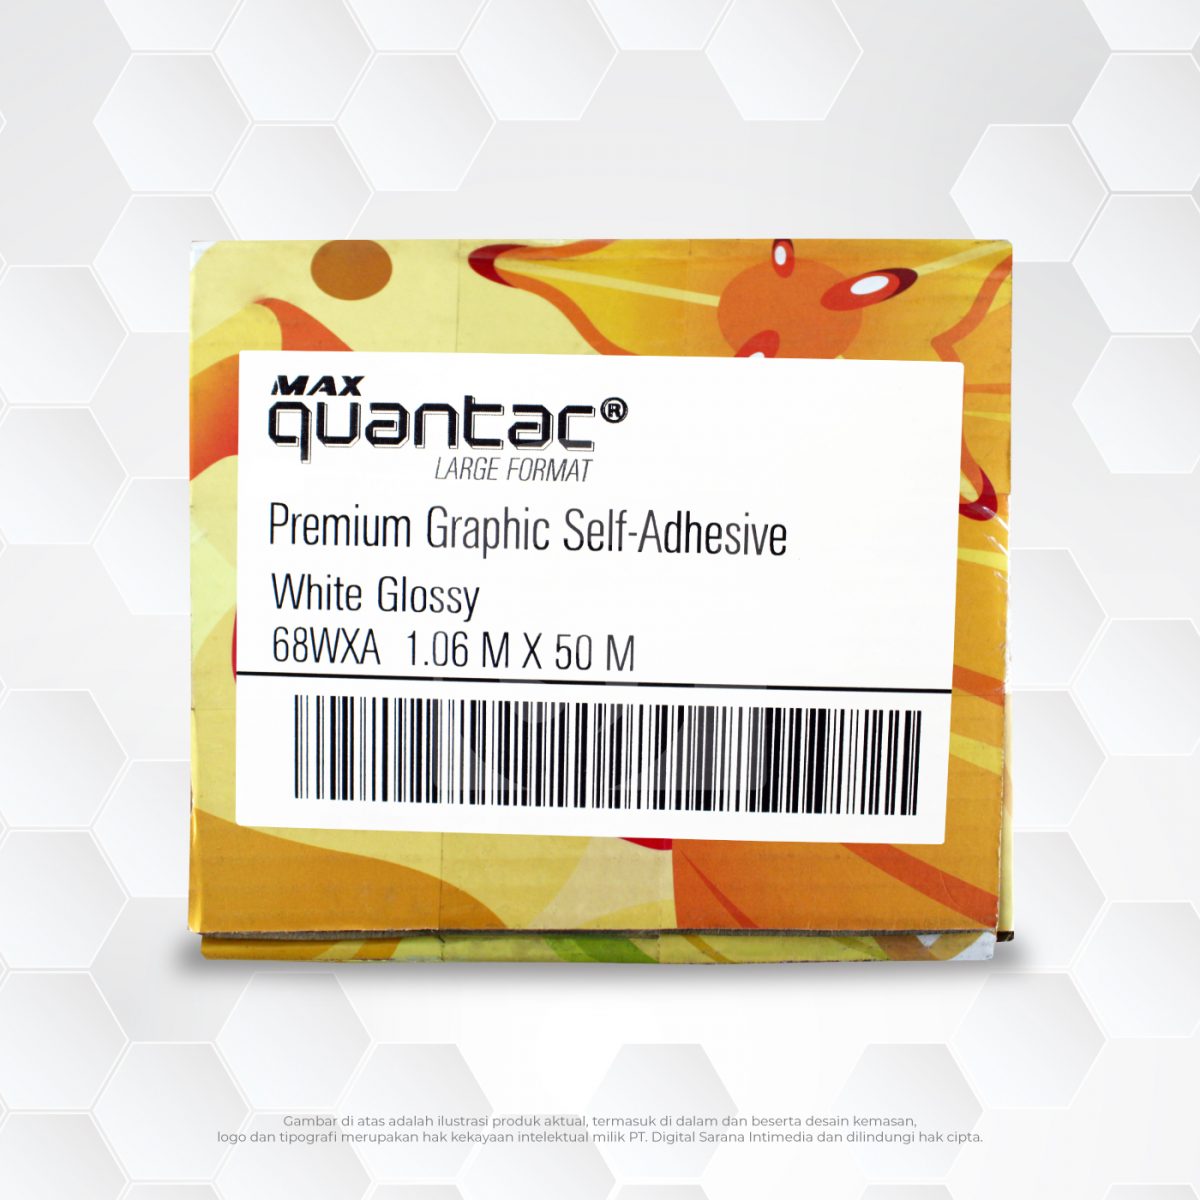 MAX
quantac®
LARGE FORMAT
Premium Graphic Self-Adhesive
White Glossy
68WXA 1.06 M X 50 M
Gambar di atas adalah ilustrasi produk aktual, termasuk di dalam dan beserta desain kemasan,
logo dan tipografi merupakan hak kekayaan intelektual milik PT. Digital Sarana Intimedia dan dilindungi hak cipta.